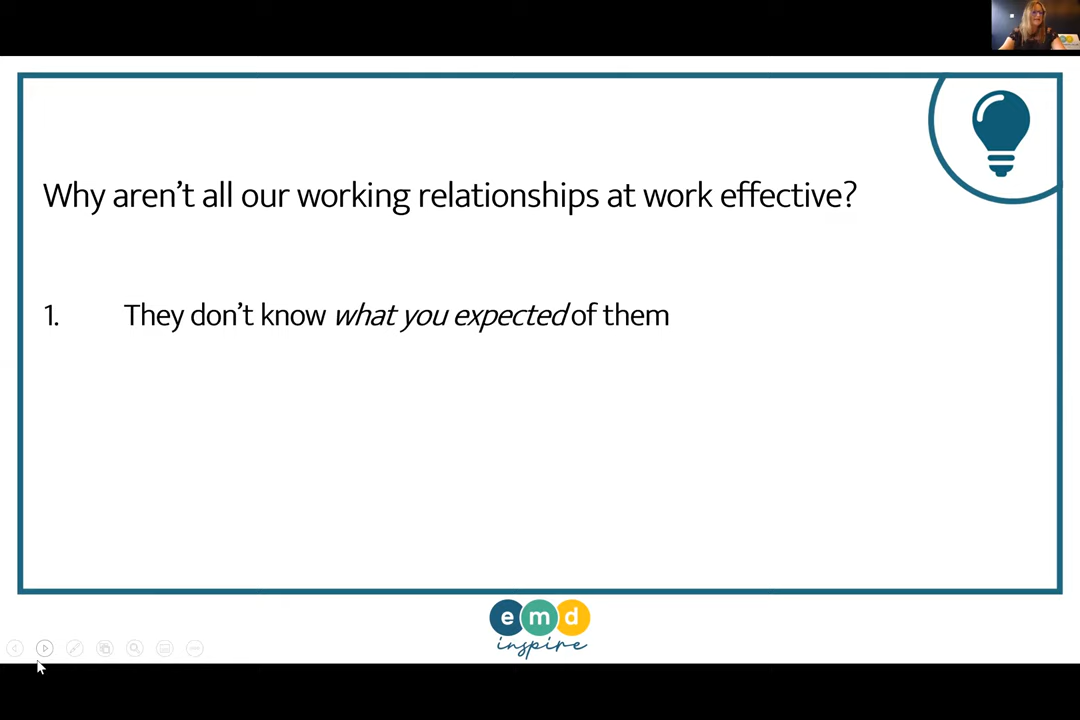 Why aren't all our working relationships at work effective?
1. They don't know what you expected of them
emd
inspire